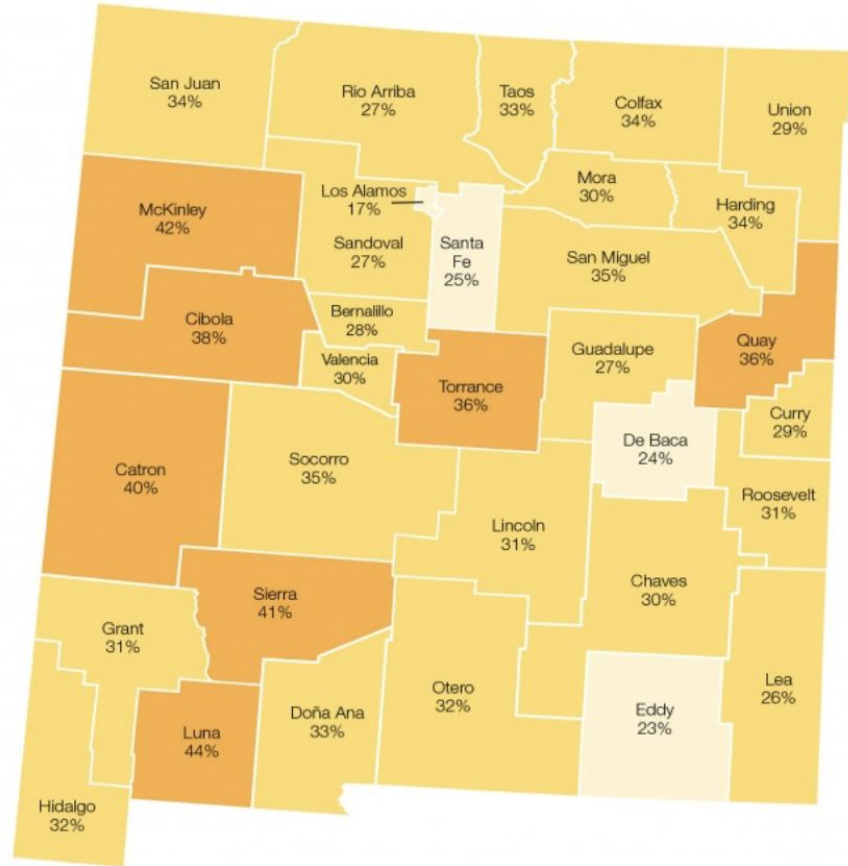 San Juan
34%
Rio Arriba
27%
Taos
33%
Colfax
34%
Union
29%
McKinley
42%
Los Alamos
17%
Mora
30%
Harding
34%
Sandoval
27%
Santa
Fe
25%
San Miguel
35%
Cibola
38%
Bernalillo
28%
Valencia
30%
Torrance
36%
Guadalupe
27%
Quay
36%
Curry
29%
Catron
40%
Socorro
35%
De Baca
24%
Roosevelt
31%
Lincoln
31%
Chaves
30%
Sierra
41%
Grant
31%
Luna
44%
Doña Ana
33%
Otero
32%
Eddy
23%
Lea
26%
Hidalgo
32%